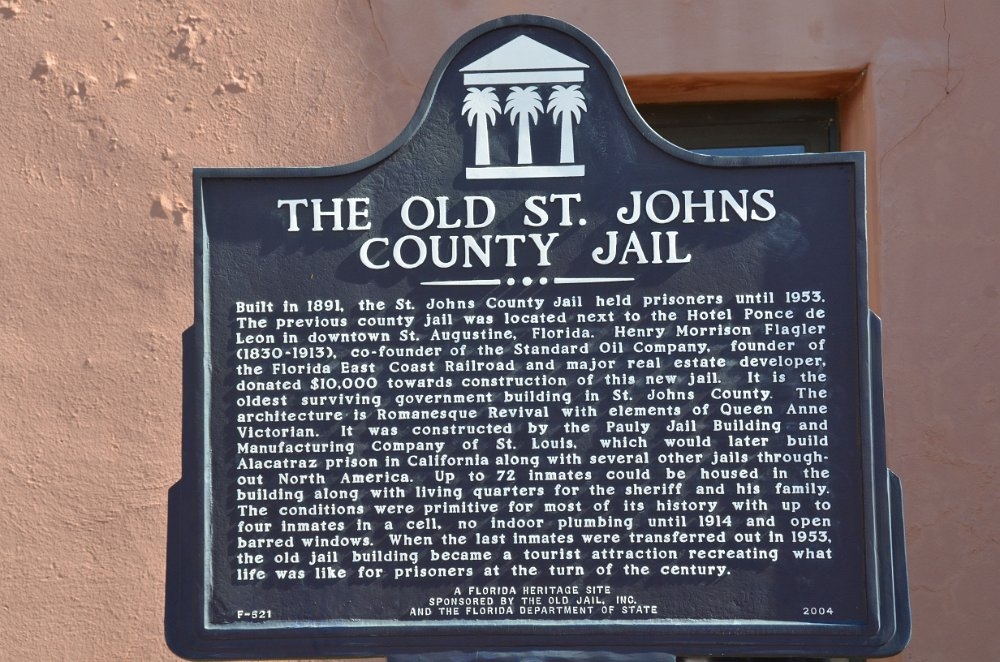 THE OLD ST. JOHNS
COUNTY JAIL
Built in 1891, the St. Johns County Jail held prisoners until 1953.
The previous county jail was located next to the Hotel Ponce de
Leon in downtown St. Augustine, Florida. Henry Morrison Flagler
(1830-1913), co-founder of the Standard Oil Company, founder of
the Florida East Coast Railroad and major real estate developer,
donated $10,000 towards construction of this new jail. It is the
oldest surviving government building in St. Johns County. The
architecture is Romanesque Revival with elements of Queen Anne
Victorian. It was constructed by the Pauly Jail Building and
Manufacturing Company of St. Louis, which would later build
Alacatraz prison in California along with several other jails through-
out North America. Up to 72 inmates could be housed in the
building along with living quarters for the sheriff and his family.
The conditions were primitive for most of its history with up to
four inmates in a cell, no indoor plumbing until 1914 and open
barred windows. When the last inmates were transferred out in 1953,
the old jail building became a tourist attraction recreating what
life was like for prisoners at the turn of the century.
A FLORIDA HERITAGE SITE
SPONSORED BY THE OLD JAIL, INC.
AND THE FLORIDA DEPARTMENT OF STATE
F-521
2004